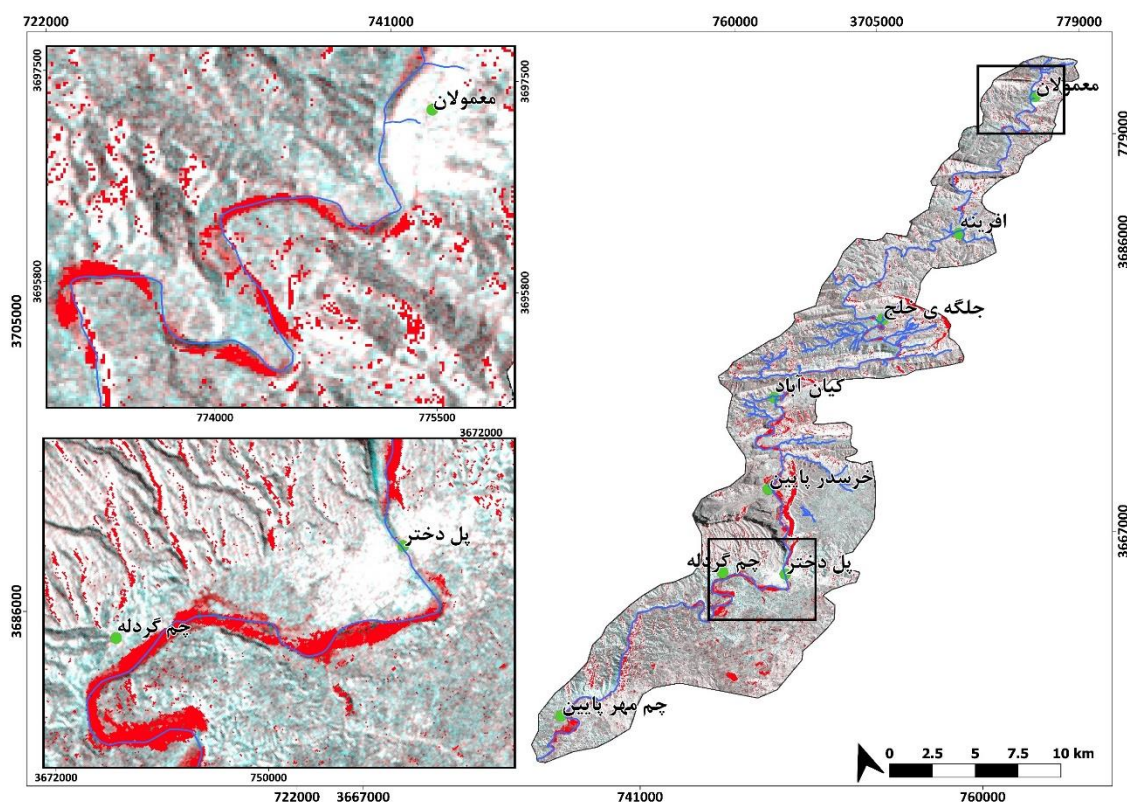 722000 741000 760000 3705000 779000
3697500
3697500
معمولان
3695800
3695800
3705000
774000 775500
3672000
پل دختر
3686000
چم گردله
3672000 750000
722000 3667000
معمولان
779000
افرینه
3686000
جلگه ی خلج
کیان آباد
خرسدر پایین
3667000
چم گردله
پل دختر
چم مهر پایین
0 2.5 5 7.5 10 km
741000 760000